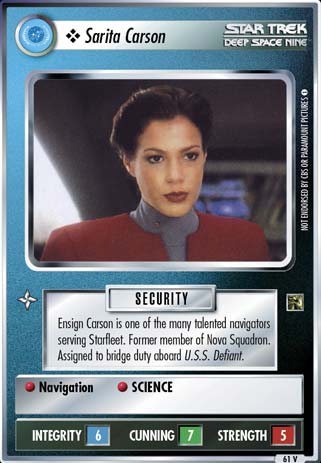 ❖ Sarita Carson
STAR TREK
DEEP SPACE NINE
NOT ENDORSED BY CBS OR PARAMOUNT PICTURES
SECURITY
Ensign Carson is one of the many talented navigators
serving Starfleet. Former member of Nova Squadron.
Assigned to bridge duty aboard U.S.S. Defiant.
Navigation SCIENCE
INTEGRITY 6 CUNNING 7 STRENGTH 5
61 V